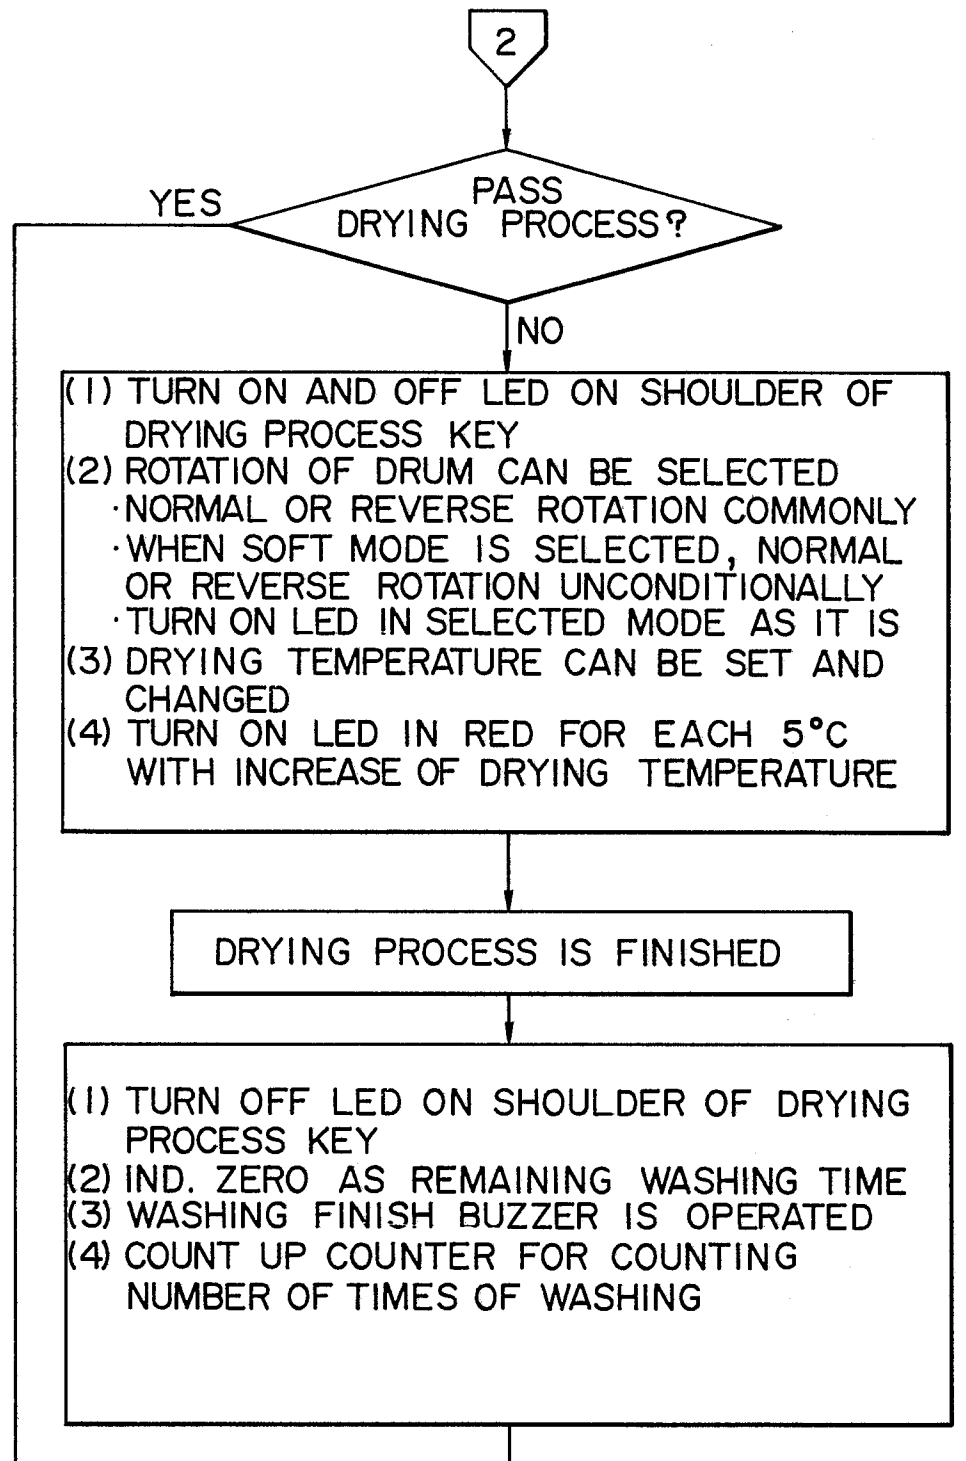 2
PASS
DRYING PROCESS?
YES
NO
(1) TURN ON AND OFF LED ON SHOULDER OF
DRYING PROCESS KEY
(2) ROTATION OF DRUM CAN BE SELECTED
·NORMAL OR REVERSE ROTATION COMMONLY
·WHEN SOFT MODE IS SELECTED, NORMAL
OR REVERSE ROTATION UNCONDITIONALLY
·TURN ON LED IN SELECTED MODE AS IT IS
(3) DRYING TEMPERATURE CAN BE SET AND
CHANGED
(4) TURN ON LED IN RED FOR EACH 5°C
WITH INCREASE OF DRYING TEMPERATURE
DRYING PROCESS IS FINISHED
(1) TURN OFF LED ON SHOULDER OF DRYING
PROCESS KEY
(2) IND. ZERO AS REMAINING WASHING TIME
(3) WASHING FINISH BUZZER IS OPERATED
(4) COUNT UP COUNTER FOR COUNTING
NUMBER OF TIMES OF WASHING